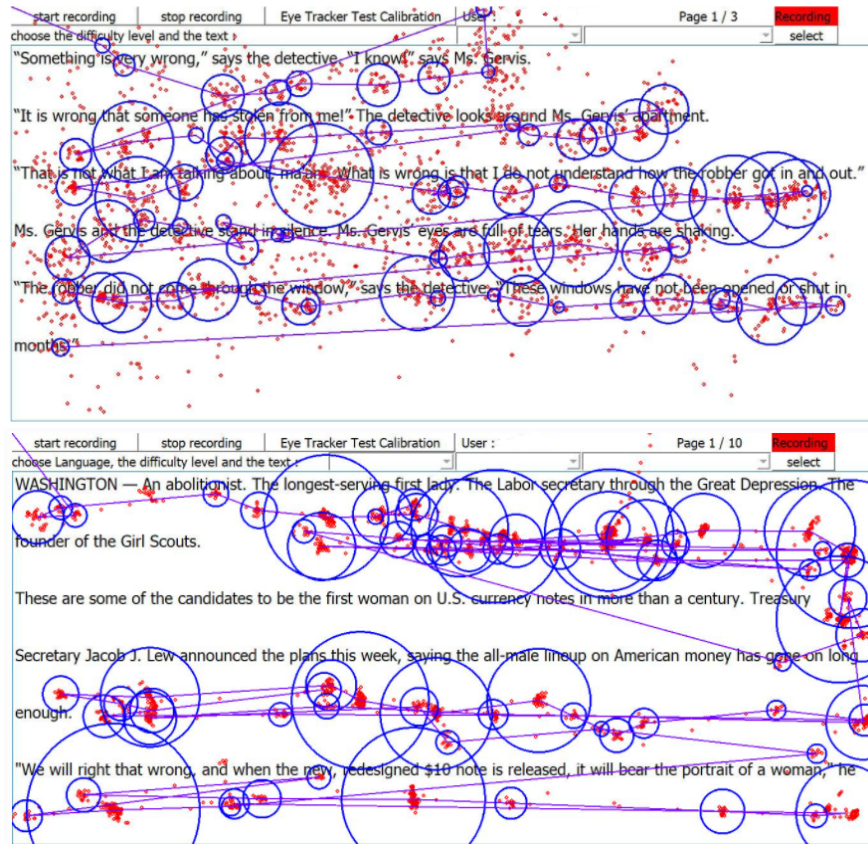 start recording stop recording Eye Tracker Test Calibration User : Page 1 / 3 Recording
choose the difficulty level and the text : select
“Something is very wrong,” says the detective. “I know!” says Ms. Gervis.
“It is wrong that someone has stolen from me!” The detective looks around Ms. Gervis’ apartment.
“That is not what I am talking about, ma’am. What is wrong is that I do not understand how the robber got in and out.”
Ms. Gervis and the detective stand in silence. Ms. Gervis’ eyes are full of tears. Her hands are shaking.
“The robber did not come through the window,” says the detective. “These windows have not been opened or shut in
months.”
start recording stop recording Eye Tracker Test Calibration User : Page 1 / 10 Recording
choose Language, the difficulty level and the text : select
WASHINGTON — An abolitionist. The longest-serving first lady. The Labor secretary through the Great Depression. The
founder of the Girl Scouts.
These are some of the candidates to be the first woman on U.S. currency notes in more than a century. Treasury
Secretary Jacob J. Lew announced the plans this week, saying the all-male lineup on American money has gone on long
enough.
"We will right that wrong, and when the new, redesigned $10 note is released, it will bear the portrait of a woman," he